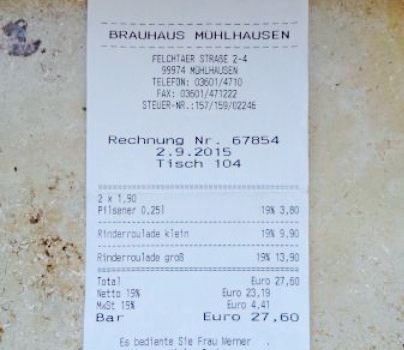 BRAUHAUS MÜHLHAUSEN
FELCHTAER STRAßE 2-4
99974 MÜHLHAUSEN
TELEFON: 03601/4710
FAX: 03601/471222
STEUER-NR.:157/159/02246
Rechnung Nr. 67854
2.9.2015
Tisch 104
2 x 1,90
Pilsener 0,25l 19% 3,80
Rinderroulade klein 19% 9,90
Rinderroulade groß 19% 13,90
Total Euro 27,60
Netto 19% Euro 23,19
MwSt 19% Euro 4,41
Bar Euro 27,60
Es bediente Sie Frau Werner